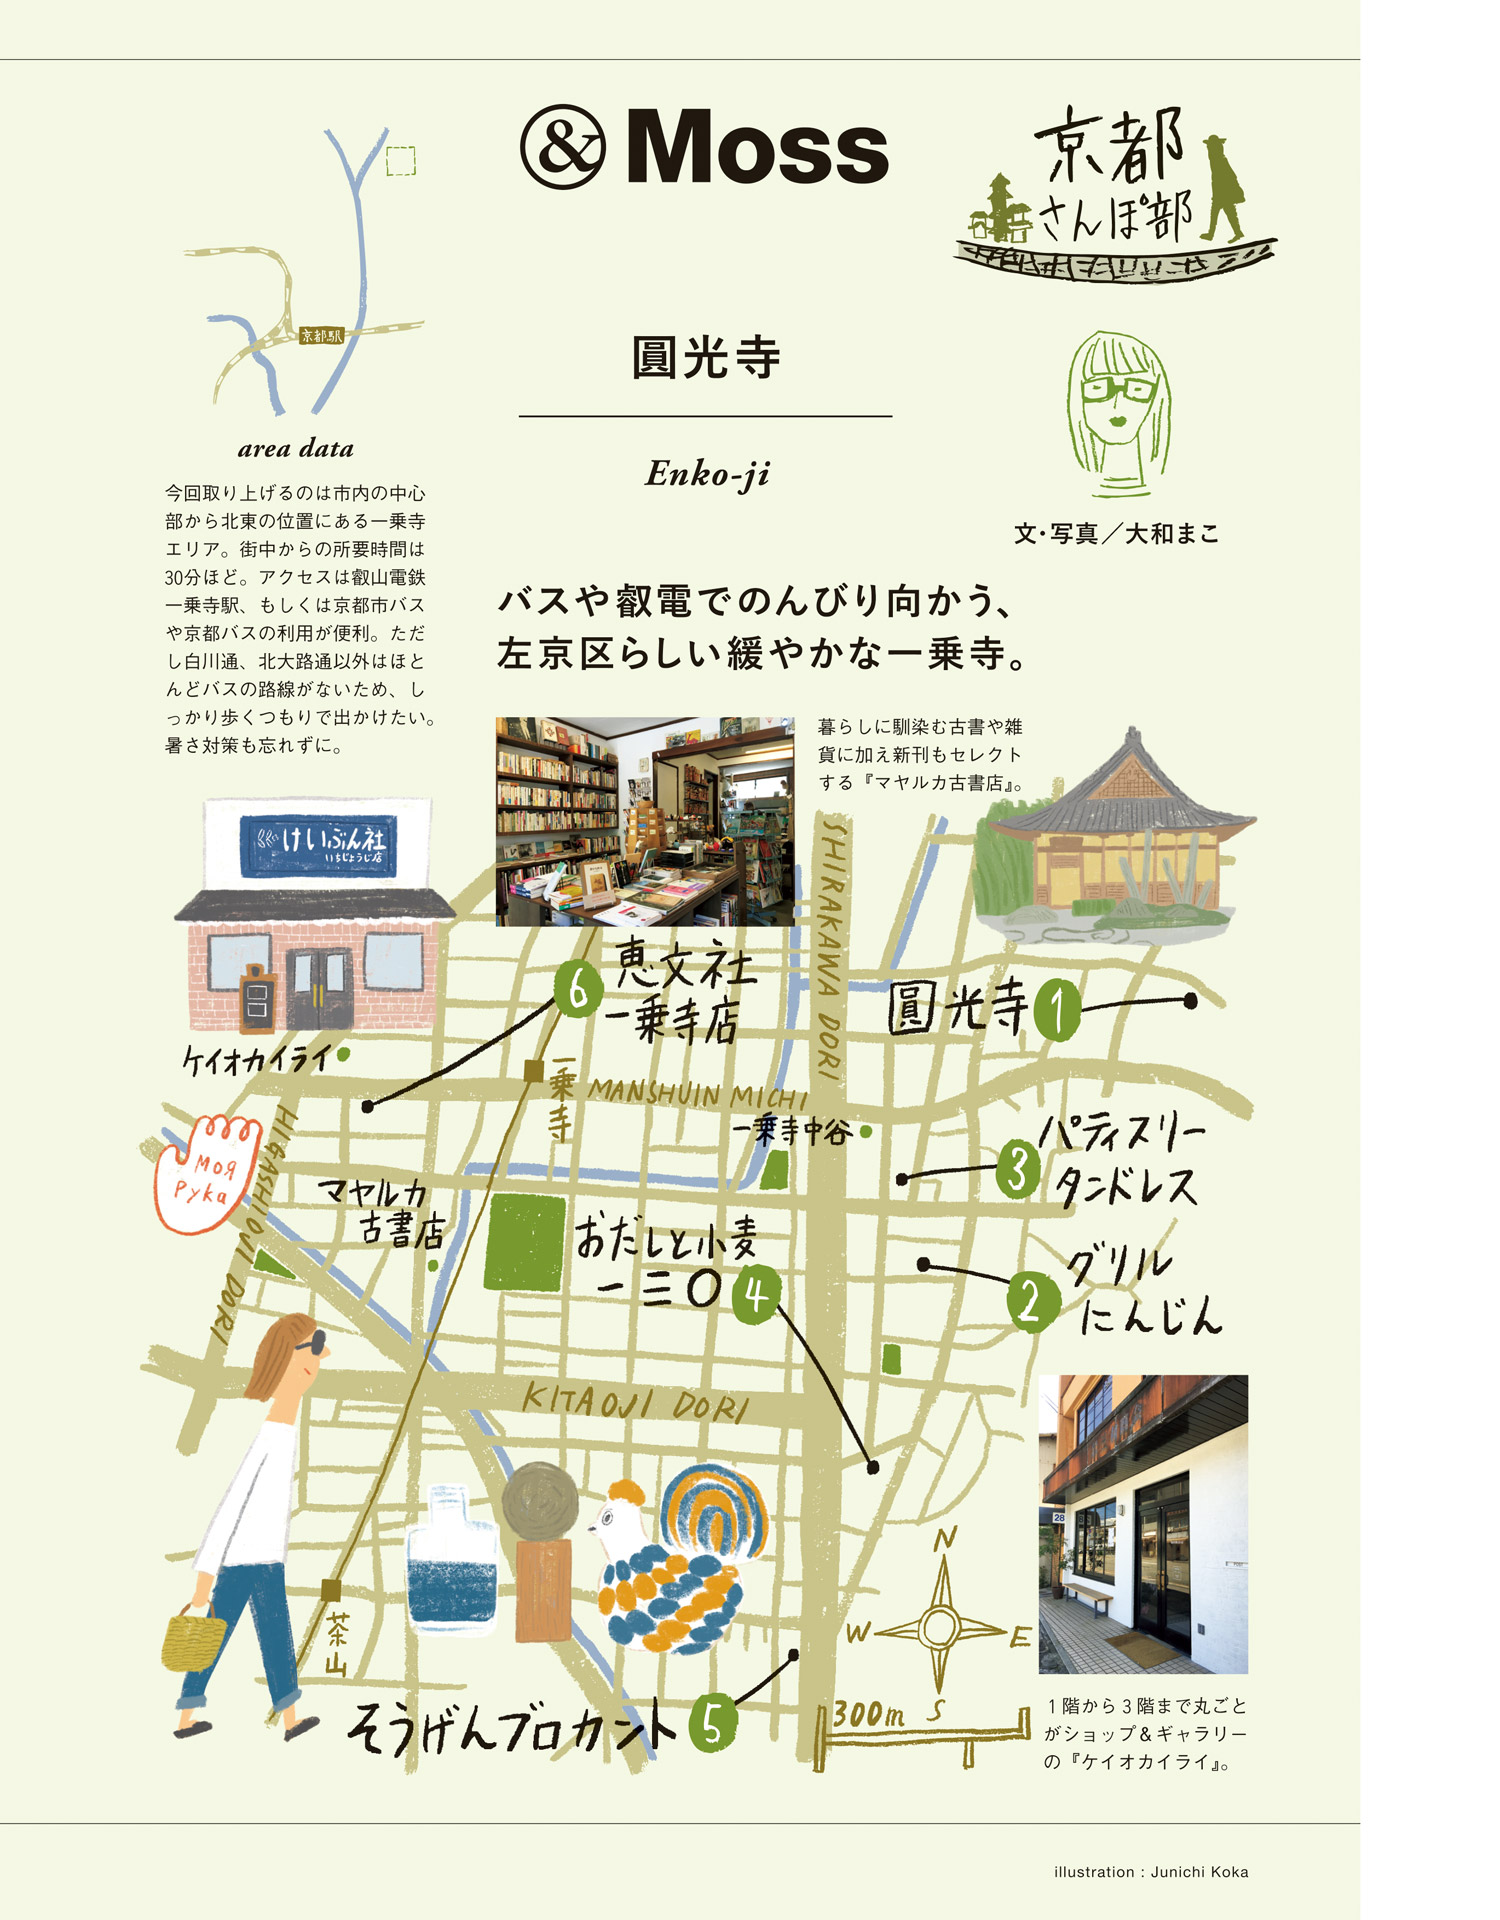 & Moss
京都
さんぽ部
京都駅
圓光寺
Enko-ji
文・写真／大和まこ
area data
今回取り上げるのは市内の中心
部から北東の位置にある一乗寺
エリア。街中からの所要時間は
30分ほど。アクセスは叡山電鉄
一乗寺駅、もしくは京都市バス
や京都バスの利用が便利。ただ
し白川通、北大路通以外はほと
んどバスの路線がないため、し
っかり歩くつもりで出かけたい。
暑さ対策も忘れずに。
バスや叡電でのんびり向かう、
左京区らしい緩やかな一乗寺。
暮らしに馴染む古書や雑
貨に加え新刊もセレクト
する『マヤルカ古書店』。
けいぶん社
いちじょうじ店
SHIRAKAWA DORI
6 恵文社
一乗寺店
圓光寺 1
ケイオカイライ
一乗寺
MANSHUIN MICHI
一乗寺中谷
HIGASHIOJI DORI
Моя
Рука
3 パティスリー
タンドレス
マヤルカ
古書店
おだしと小麦
一三〇 4
2 グリル
にんじん
KITAOJI DORI
28
茶山
N
W
E
S
300m
そうげんブロカント 5
1階から3階まで丸ごと
がショップ＆ギャラリー
の『ケイオカイライ』。
illustration : Junichi Koka